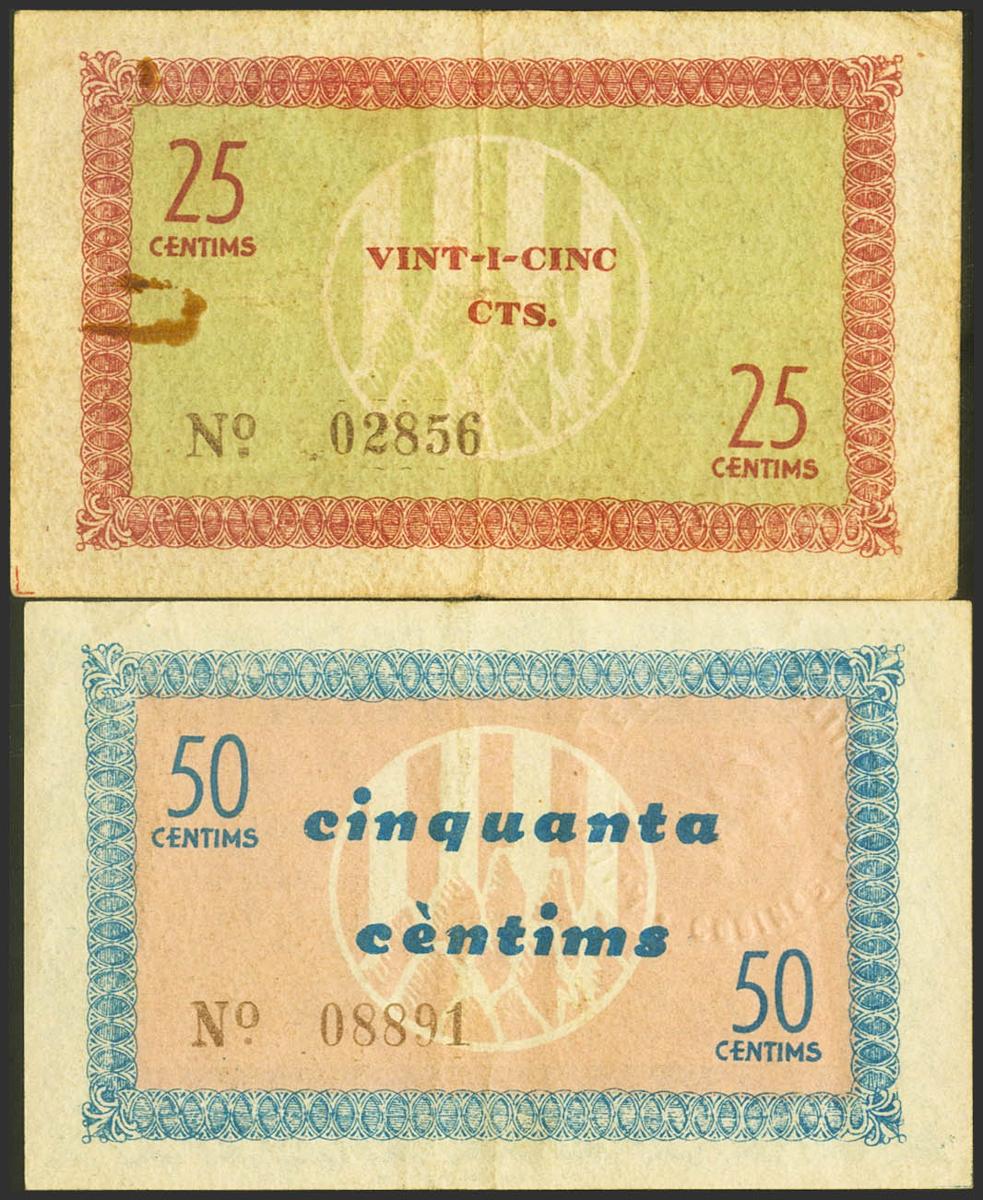 25
CENTIMS
VINT-I-CINC
CTS.
Nº. 02856
25
CENTIMS
50
CENTIMS
cinquanta
cèntims
Nº. 08891
50
CENTIMS